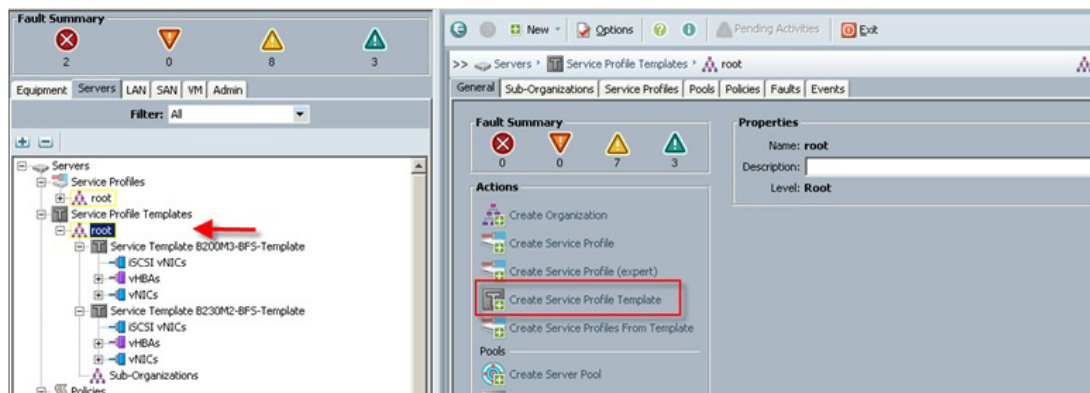 Fault Summary
2 0 8 3
Equipment Servers LAN SAN VM Admin
Filter: All
Servers
Service Profiles
root
Service Profile Templates
root
Service Template B200M3-BFS-Template
iSCSI vNICs
vHBAs
vNICs
Service Template B230M2-BFS-Template
iSCSI vNICs
vHBAs
vNICs
Sub-Organizations
Policies
New Options Pending Activities Exit
>> Servers Service Profile Templates root
General Sub-Organizations Service Profiles Pools Policies Faults Events
Fault Summary
0 0 7 3
Actions
Create Organization
Create Service Profile
Create Service Profile (expert)
Create Service Profile Template
Create Service Profiles From Template
Pools
Create Server Pool
Properties
Name: root
Description:
Level: Root